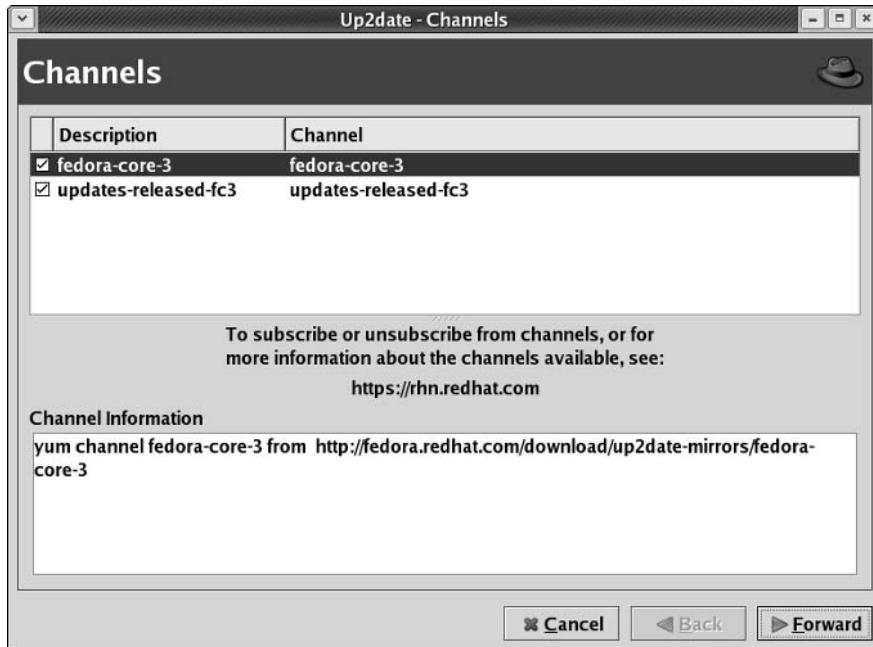 Up2date - Channels
Channels
Description Channel
fedora-core-3 fedora-core-3
updates-released-fc3 updates-released-fc3
To subscribe or unsubscribe from channels, or for
more information about the channels available, see:
https://rhn.redhat.com
Channel Information
yum channel fedora-core-3 from http://fedora.redhat.com/download/up2date-mirrors/fedora-
core-3
Cancel Back Forward